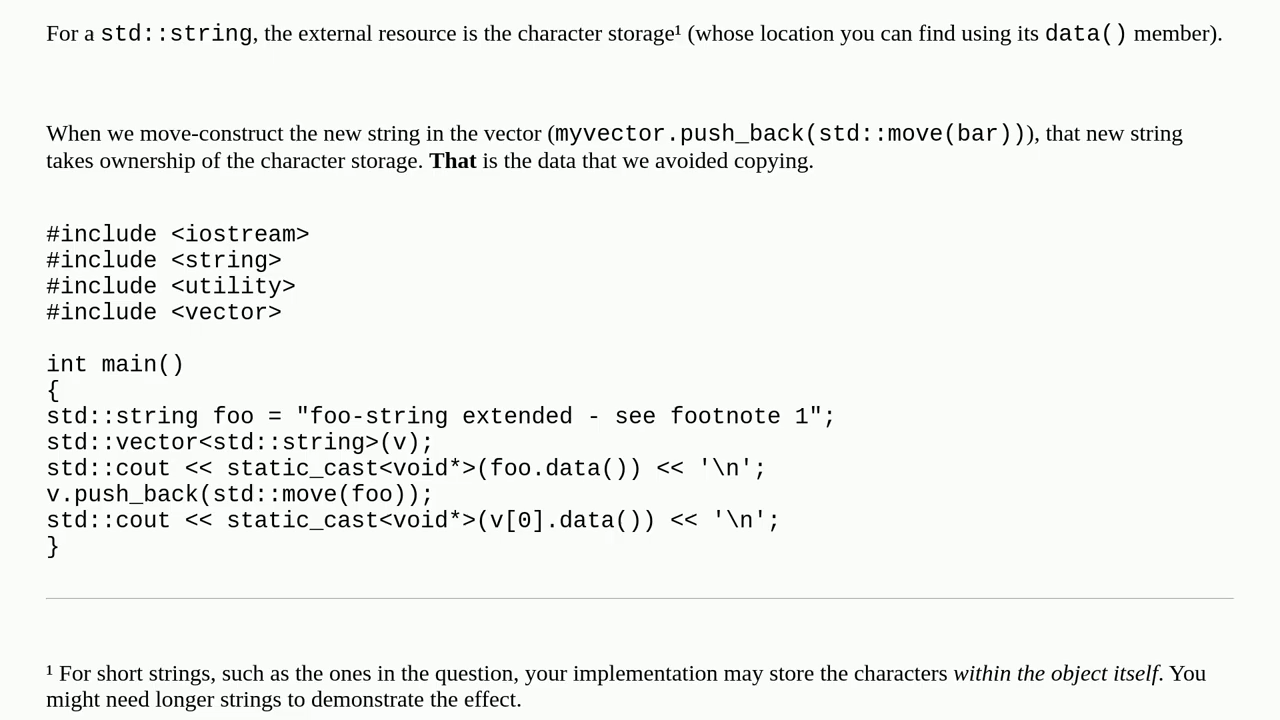 For a std::string, the external resource is the character storage¹ (whose location you can find using its data() member).
When we move-construct the new string in the vector (myvector.push_back(std::move(bar))), that new string
takes ownership of the character storage. That is the data that we avoided copying.
#include <iostream>
#include <string>
#include <utility>
#include <vector>
int main()
{
std::string foo = "foo-string extended - see footnote 1";
std::vector<std::string>(v);
std::cout << static_cast<void*>(foo.data()) << '\n';
v.push_back(std::move(foo));
std::cout << static_cast<void*>(v[0].data()) << '\n';
}
¹ For short strings, such as the ones in the question, your implementation may store the characters within the object itself. You
might need longer strings to demonstrate the effect.